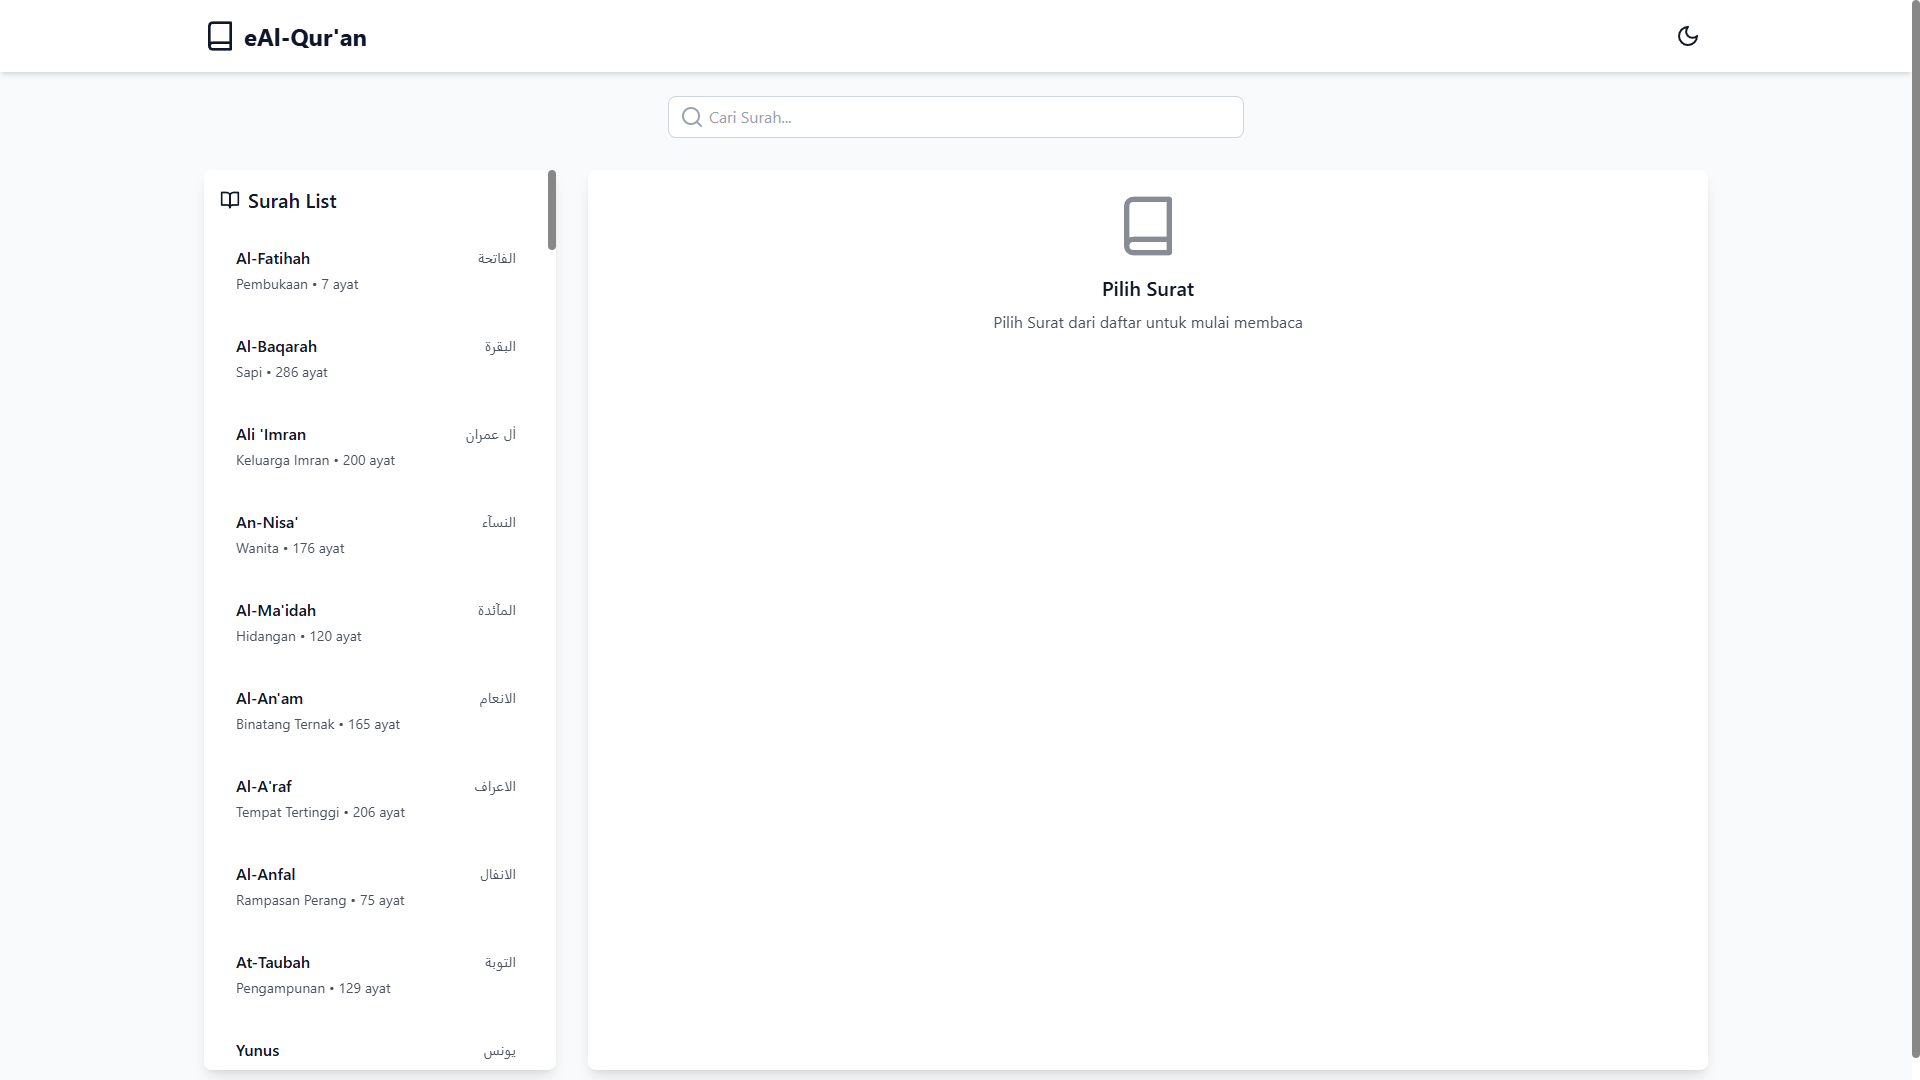 eAl-Qur'an
Cari Surah...
Surah List
Al-Fatihah الفاتحة
Pembukaan • 7 ayat
Al-Baqarah البقرة
Sapi • 286 ayat
Ali 'Imran اٰل عمران
Keluarga Imran • 200 ayat
An-Nisa' النساۤء
Wanita • 176 ayat
Al-Ma'idah الماۤئدة
Hidangan • 120 ayat
Al-An'am الانعام
Binatang Ternak • 165 ayat
Al-A'raf الاعراف
Tempat Tertinggi • 206 ayat
Al-Anfal الانفال
Rampasan Perang • 75 ayat
At-Taubah التوبة
Pengampunan • 129 ayat
Yunus يونس
Pilih Surat
Pilih Surat dari daftar untuk mulai membaca